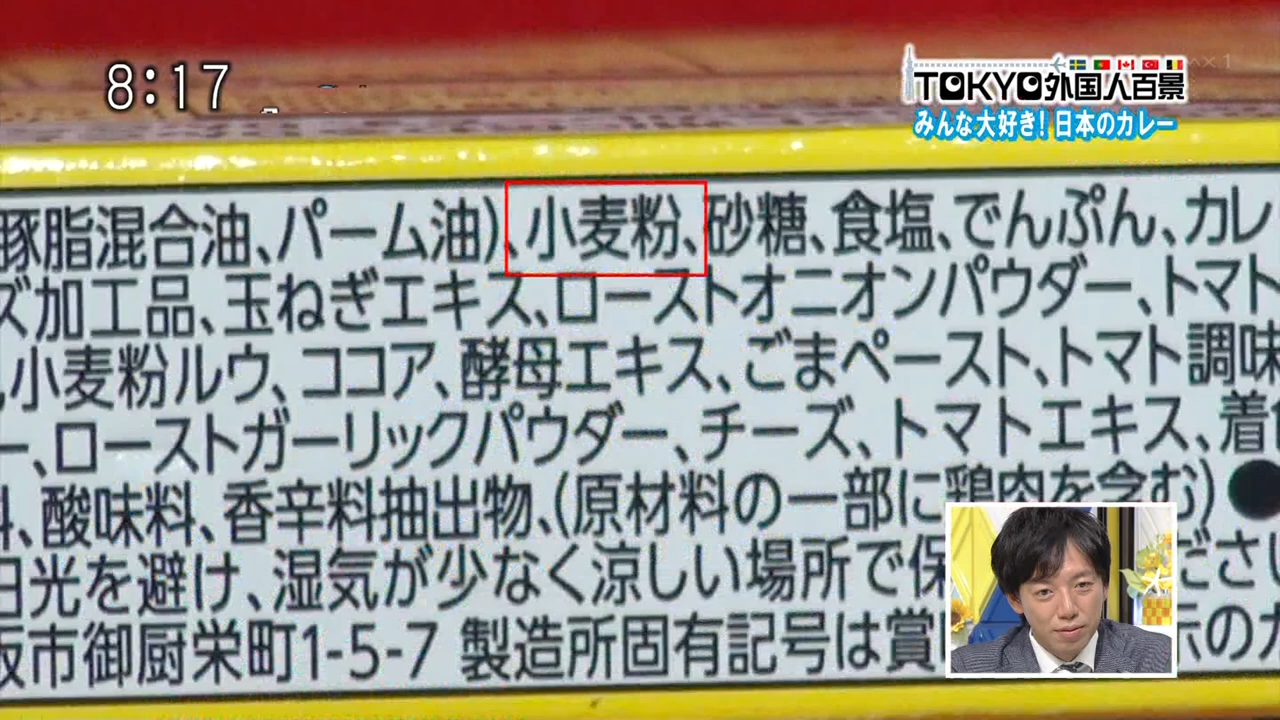 8:17
TOKYO外国人百景
みんな大好き!日本のカレー
豚脂混合油、パーム油)、小麦粉、砂糖、食塩、でんぷん、カレ
ズ加工品、玉ねぎエキス、ローストオニオンパウダー、トマト
、小麦粉ルウ、ココア、酵母エキス、ごまペースト、トマト調味
ー、ローストガーリックパウダー、チーズ、トマトエキス、着
、酸味料、香辛料抽出物、(原材料の一部に鶏肉を含む)●
日光を避け、湿気が少なく涼しい場所で保 ださい
阪市御厨栄町1-5-7 製造所固有記号は賞 示の